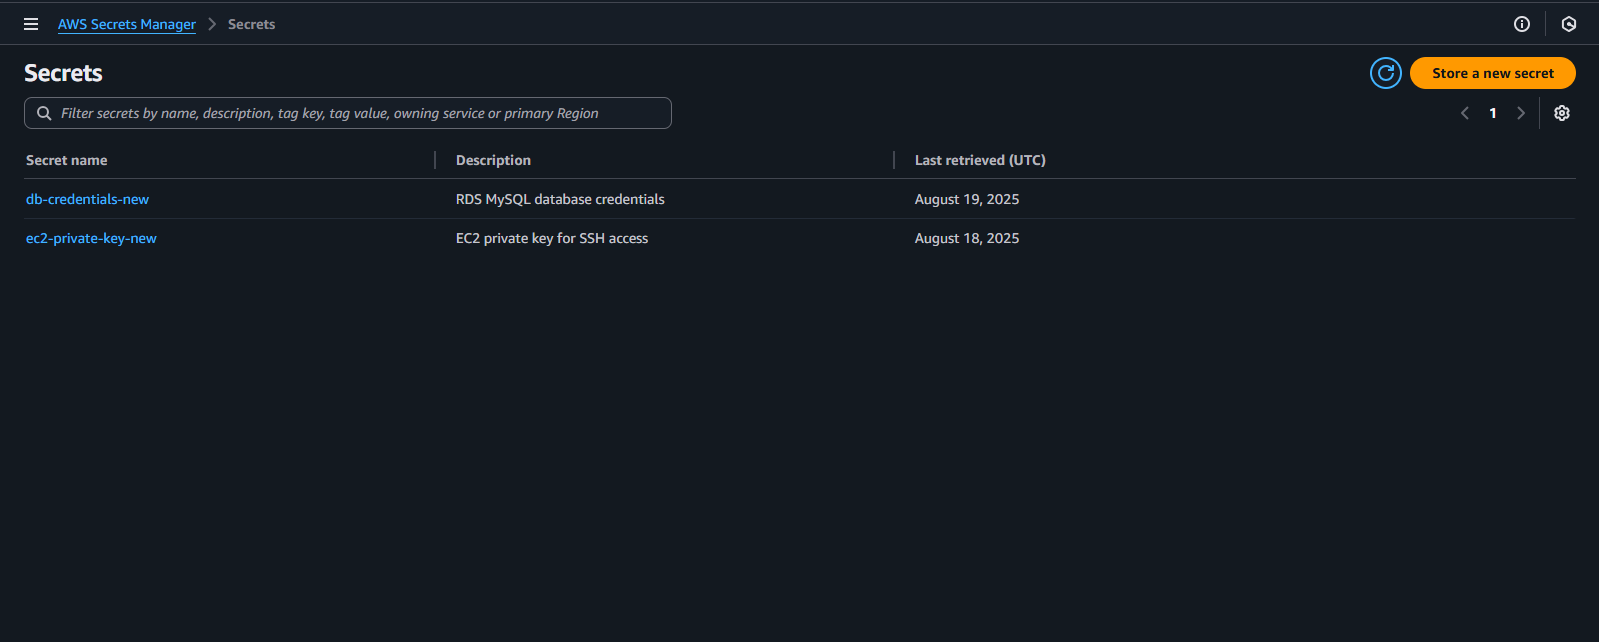 AWS Secrets Manager > Secrets
Secrets
Store a new secret
Filter secrets by name, description, tag key, tag value, owning service or primary Region
1
Secret name Description Last retrieved (UTC)
db-credentials-new RDS MySQL database credentials August 19, 2025
ec2-private-key-new EC2 private key for SSH access August 18, 2025